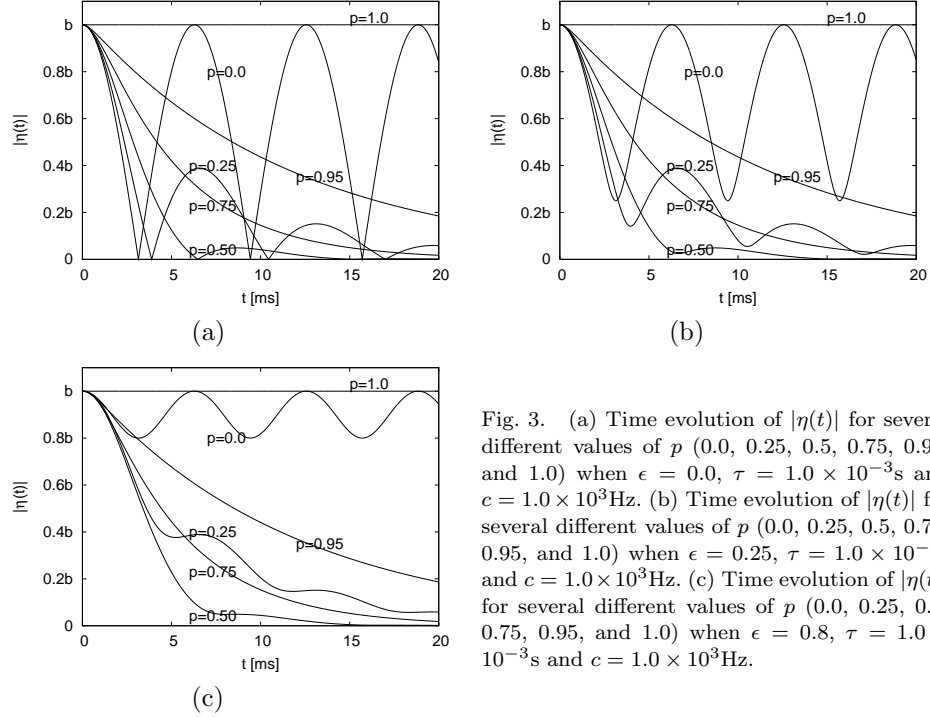 b
0.8b
0.6b
0.4b
0.2b
0
|η(t)|
0 5 10 15 20
t [ms]
p=1.0
p=0.0
p=0.25
p=0.95
p=0.75
p=0.50
(a)
b
0.8b
0.6b
0.4b
0.2b
0
|η(t)|
0 5 10 15 20
t [ms]
p=1.0
p=0.0
p=0.25
p=0.95
p=0.75
p=0.50
(b)
b
0.8b
0.6b
0.4b
0.2b
0
|η(t)|
0 5 10 15 20
t [ms]
p=1.0
p=0.0
p=0.25
p=0.95
p=0.75
p=0.50
(c)
Fig. 3. (a) Time evolution of |η(t)| for sever
different values of p (0.0, 0.25, 0.5, 0.75, 0.9
and 1.0) when ϵ = 0.0, τ = 1.0 × 10⁻³s an
c = 1.0 × 10³Hz. (b) Time evolution of |η(t)| f
several different values of p (0.0, 0.25, 0.5, 0.7
0.95, and 1.0) when ϵ = 0.25, τ = 1.0 × 10⁻
and c = 1.0 × 10³Hz. (c) Time evolution of |η(t
for several different values of p (0.0, 0.25, 0.
0.75, 0.95, and 1.0) when ϵ = 0.8, τ = 1.0
10⁻³s and c = 1.0 × 10³Hz.